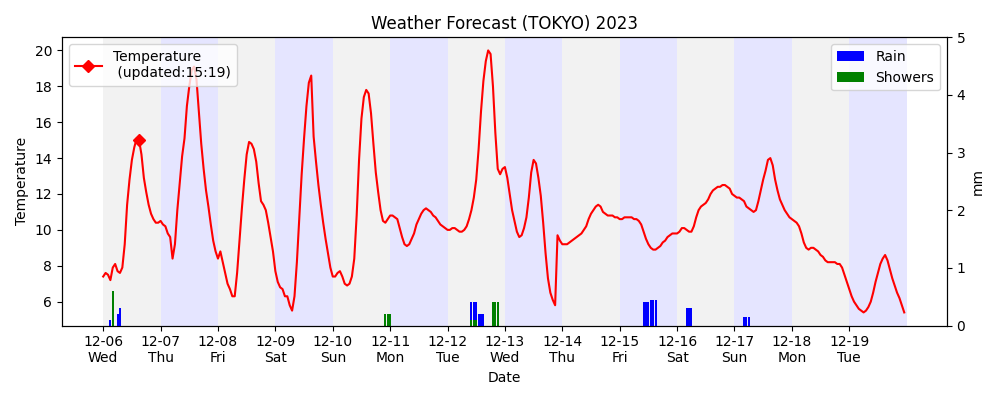 Weather Forecast (TOKYO) 2023
Temperature
(updated:15:19)
Rain
Showers
Temperature
20
18
16
14
12
10
8
6
5
4
3
2
1
0
mm
12-06 12-07 12-08 12-09 12-10 12-11 12-12 12-13 12-14 12-15 12-16 12-17 12-18 12-19
Wed Thu Fri Sat Sun Mon Tue Wed Thu Fri Sat Sun Mon Tue
Date